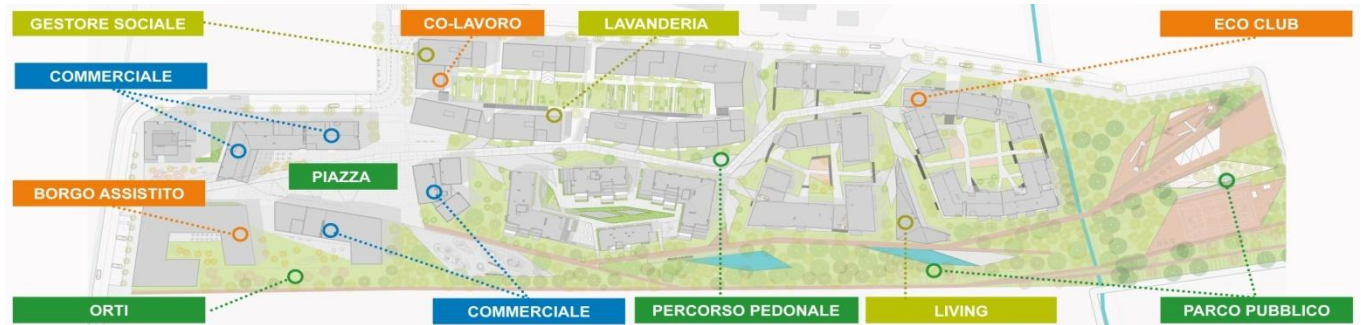 GESTORE SOCIALE
CO-LAVORO
LAVANDERIA
ECO CLUB
COMMERCIALE
PIAZZA
BORGO ASSISTITO
ORTI
COMMERCIALE
PERCORSO PEDONALE
LIVING
PARCO PUBBLICO